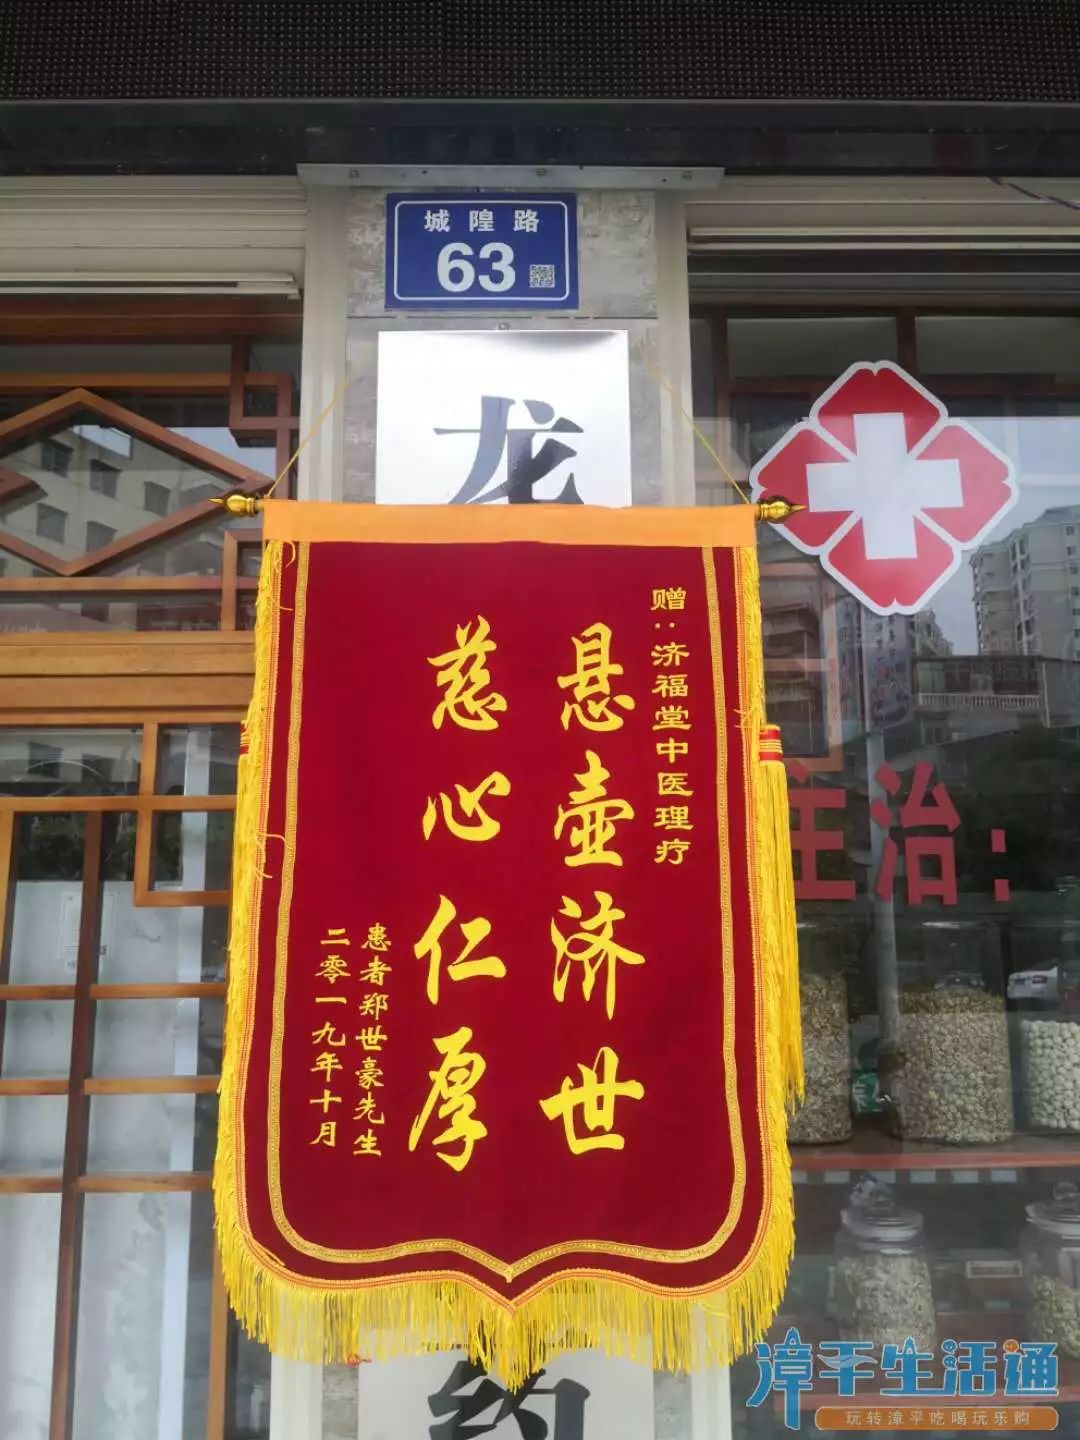 城隍路
63
龙
赠：济福堂中医理疗
悬壶济世
慈心仁厚
患者郑世豪先生
二零一九年十月
主治：
漳平生活通
玩转漳平吃喝玩乐购